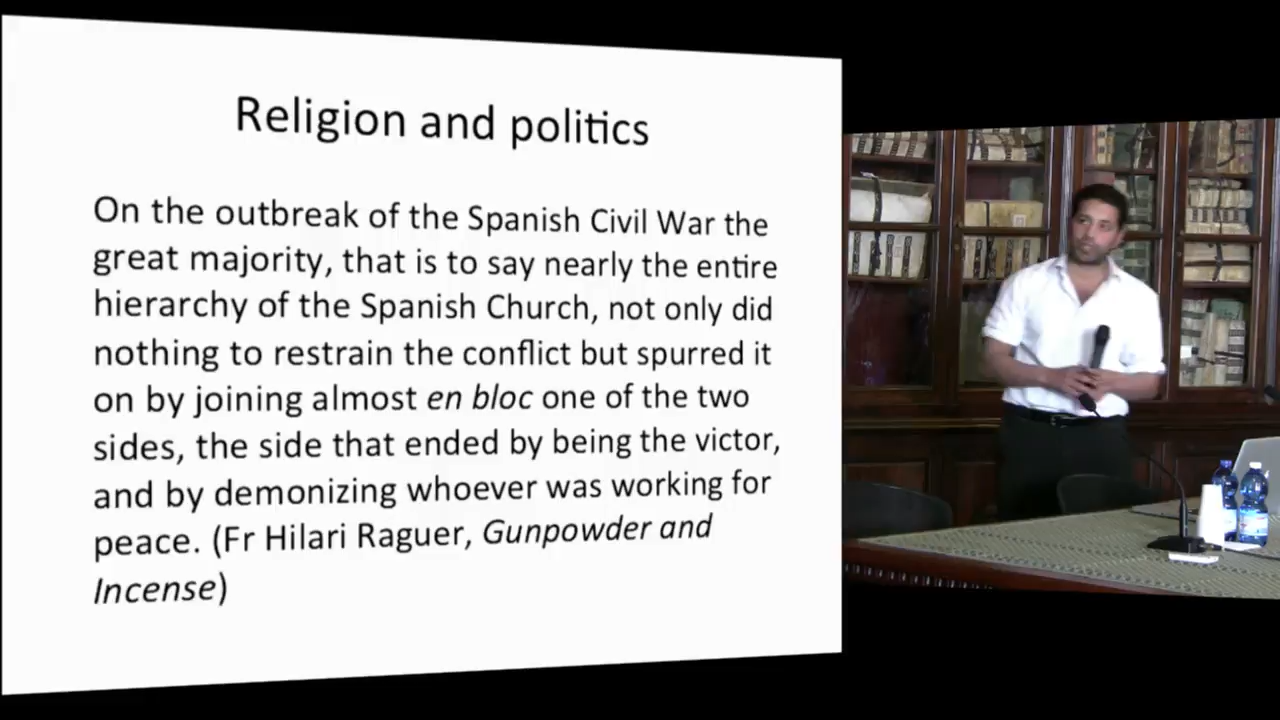 Religion and politics
On the outbreak of the Spanish Civil War the
great majority, that is to say nearly the entire
hierarchy of the Spanish Church, not only did
nothing to restrain the conflict but spurred it
on by joining almost en bloc one of the two
sides, the side that ended by being the victor,
and by demonizing whoever was working for
peace. (Fr Hilari Raguer, Gunpowder and
Incense)